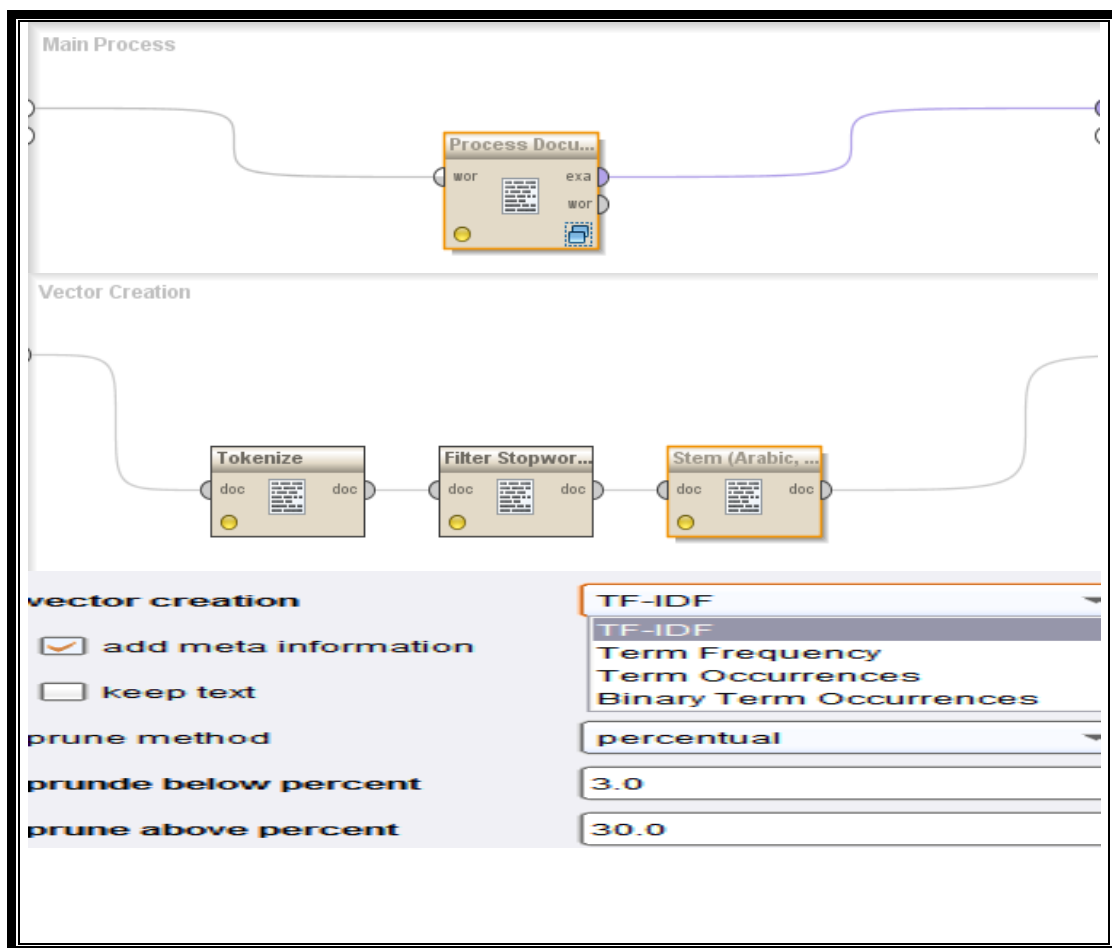 Main Process
Process Docu...
wor exa
wor
Vector Creation
Tokenize Filter Stopwor... Stem (Arabic, ...
doc doc doc doc doc doc
vector creation TF-IDF
TF-IDF
add meta information Term Frequency
Term Occurrences
keep text Binary Term Occurrences
prune method percentual
prunde below percent 3.0
prune above percent 30.0